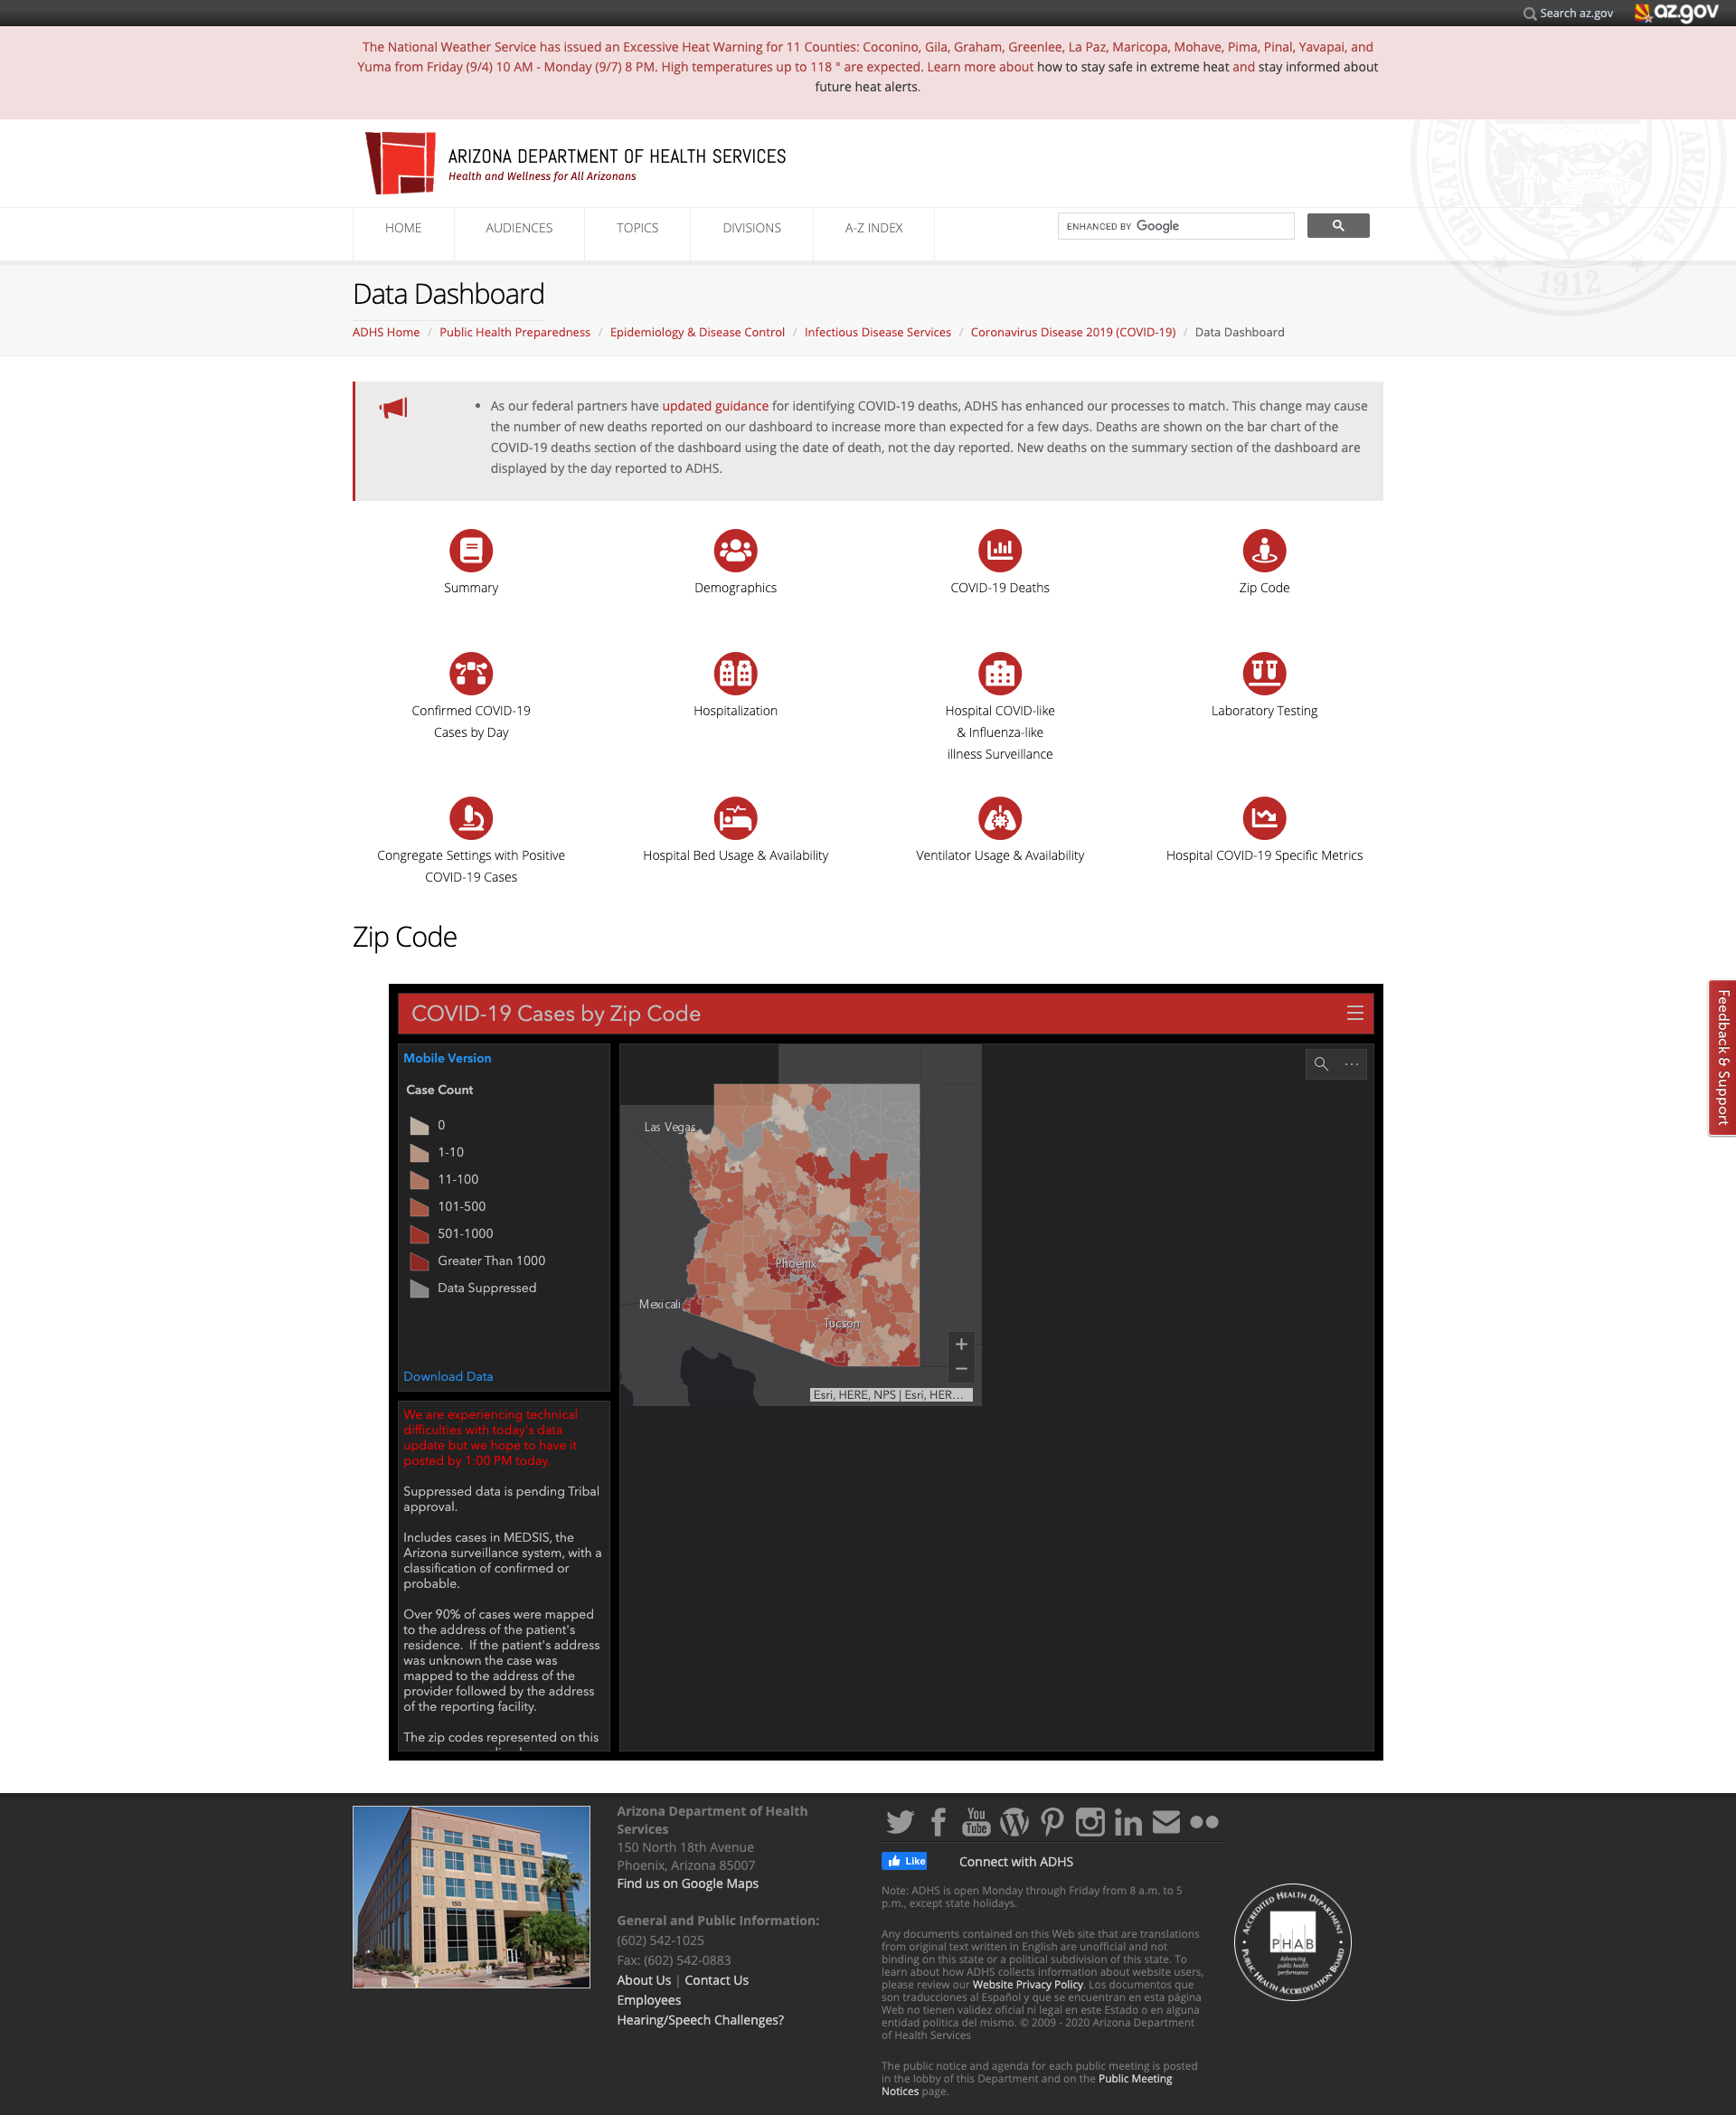 Search az.gov
az.gov
The National Weather Service has issued an Excessive Heat Warning for 11 Counties: Coconino, Gila, Graham, Greenlee, La Paz, Maricopa, Mohave, Pima, Pinal, Yavapai, and
Yuma from Friday (9/4) 10 AM - Monday (9/7) 8 PM. High temperatures up to 118 ° are expected. Learn more about how to stay safe in extreme heat and stay informed about
future heat alerts.
ARIZONA DEPARTMENT OF HEALTH SERVICES
Health and Wellness for All Arizonans
GREAT S
ARIZONA
1912
HOME
AUDIENCES
TOPICS
DIVISIONS
A-Z INDEX
ENHANCED BY Google
Data Dashboard
ADHS Home / Public Health Preparedness / Epidemiology & Disease Control / Infectious Disease Services / Coronavirus Disease 2019 (COVID-19) / Data Dashboard
• As our federal partners have updated guidance for identifying COVID-19 deaths, ADHS has enhanced our processes to match. This change may cause
the number of new deaths reported on our dashboard to increase more than expected for a few days. Deaths are shown on the bar chart of the
COVID-19 deaths section of the dashboard using the date of death, not the day reported. New deaths on the summary section of the dashboard are
displayed by the day reported to ADHS.
Summary
Demographics
COVID-19 Deaths
Zip Code
Confirmed COVID-19
Cases by Day
Hospitalization
Hospital COVID-like
& Influenza-like
illness Surveillance
Laboratory Testing
Congregate Settings with Positive
COVID-19 Cases
Hospital Bed Usage & Availability
Ventilator Usage & Availability
Hospital COVID-19 Specific Metrics
Zip Code
Feedback & Support
COVID-19 Cases by Zip Code
Mobile Version
Case Count
0
1-10
11-100
101-500
501-1000
Greater Than 1000
Data Suppressed
Download Data
Las Vegas
Phoenix
Mexicali
Tucson
+
−
Esri, HERE, NPS | Esri, HER…
We are experiencing technical
difficulties with today's data
update but we hope to have it
posted by 1:00 PM today.
Suppressed data is pending Tribal
approval.
Includes cases in MEDSIS, the
Arizona surveillance system, with a
classification of confirmed or
probable.
Over 90% of cases were mapped
to the address of the patient's
residence. If the patient's address
was unknown the case was
mapped to the address of the
provider followed by the address
of the reporting facility.
The zip codes represented on this
150
Arizona Department of Health
Services
150 North 18th Avenue
Phoenix, Arizona 85007
Find us on Google Maps
General and Public Information:
(602) 542-1025
Fax: (602) 542-0883
About Us | Contact Us
Employees
Hearing/Speech Challenges?
You
Tube
Like
Connect with ADHS
Note: ADHS is open Monday through Friday from 8 a.m. to 5
p.m., except state holidays.
Any documents contained on this Web site that are translations
from original text written in English are unofficial and not
binding on this state or a political subdivision of this state. To
learn about how ADHS collects information about website users,
please review our Website Privacy Policy. Los documentos que
son traducciones al Español y que se encuentran en esta página
Web no tienen validez oficial ni legal en este Estado o en alguna
entidad politica del mismo. © 2009 - 2020 Arizona Department
of Health Services
The public notice and agenda for each public meeting is posted
in the lobby of this Department and on the Public Meeting
Notices page.
ACCREDITED HEALTH DEPARTMENT
PHAB
Advancing
public health
performance
PUBLIC HEALTH ACCREDITATION BOARD